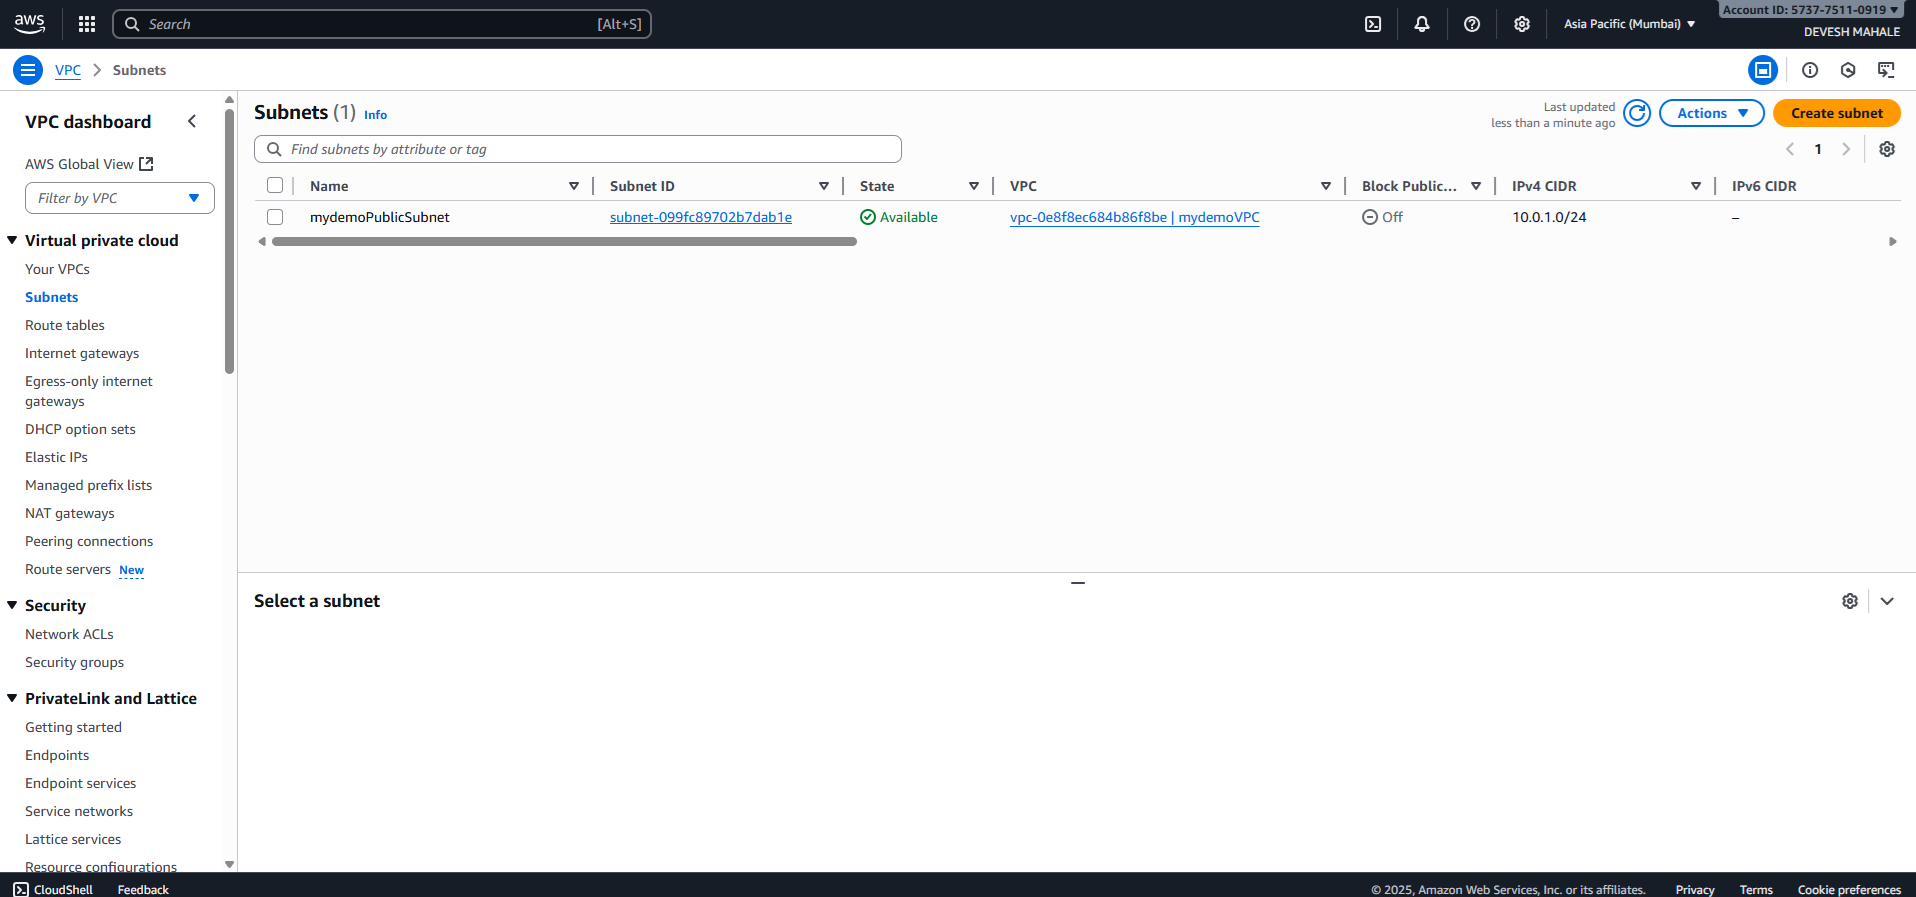 aws
Search
[Alt+S]
Asia Pacific (Mumbai)
Account ID: 5737-7511-0919
DEVESH MAHALE
VPC
Subnets
VPC dashboard
AWS Global View
Filter by VPC
Virtual private cloud
Your VPCs
Subnets
Route tables
Internet gateways
Egress-only internet
gateways
DHCP option sets
Elastic IPs
Managed prefix lists
NAT gateways
Peering connections
Route servers New
Security
Network ACLs
Security groups
PrivateLink and Lattice
Getting started
Endpoints
Endpoint services
Service networks
Lattice services
Resource configurations
Subnets (1) Info
Last updated
less than a minute ago
Actions
Create subnet
Find subnets by attribute or tag
1
Name Subnet ID State VPC Block Public... IPv4 CIDR IPv6 CIDR
mydemoPublicSubnet subnet-099fc89702b7dab1e Available vpc-0e8f8ec684b86f8be | mydemoVPC Off 10.0.1.0/24 –
Select a subnet
CloudShell Feedback © 2025, Amazon Web Services, Inc. or its affiliates. Privacy Terms Cookie preferences